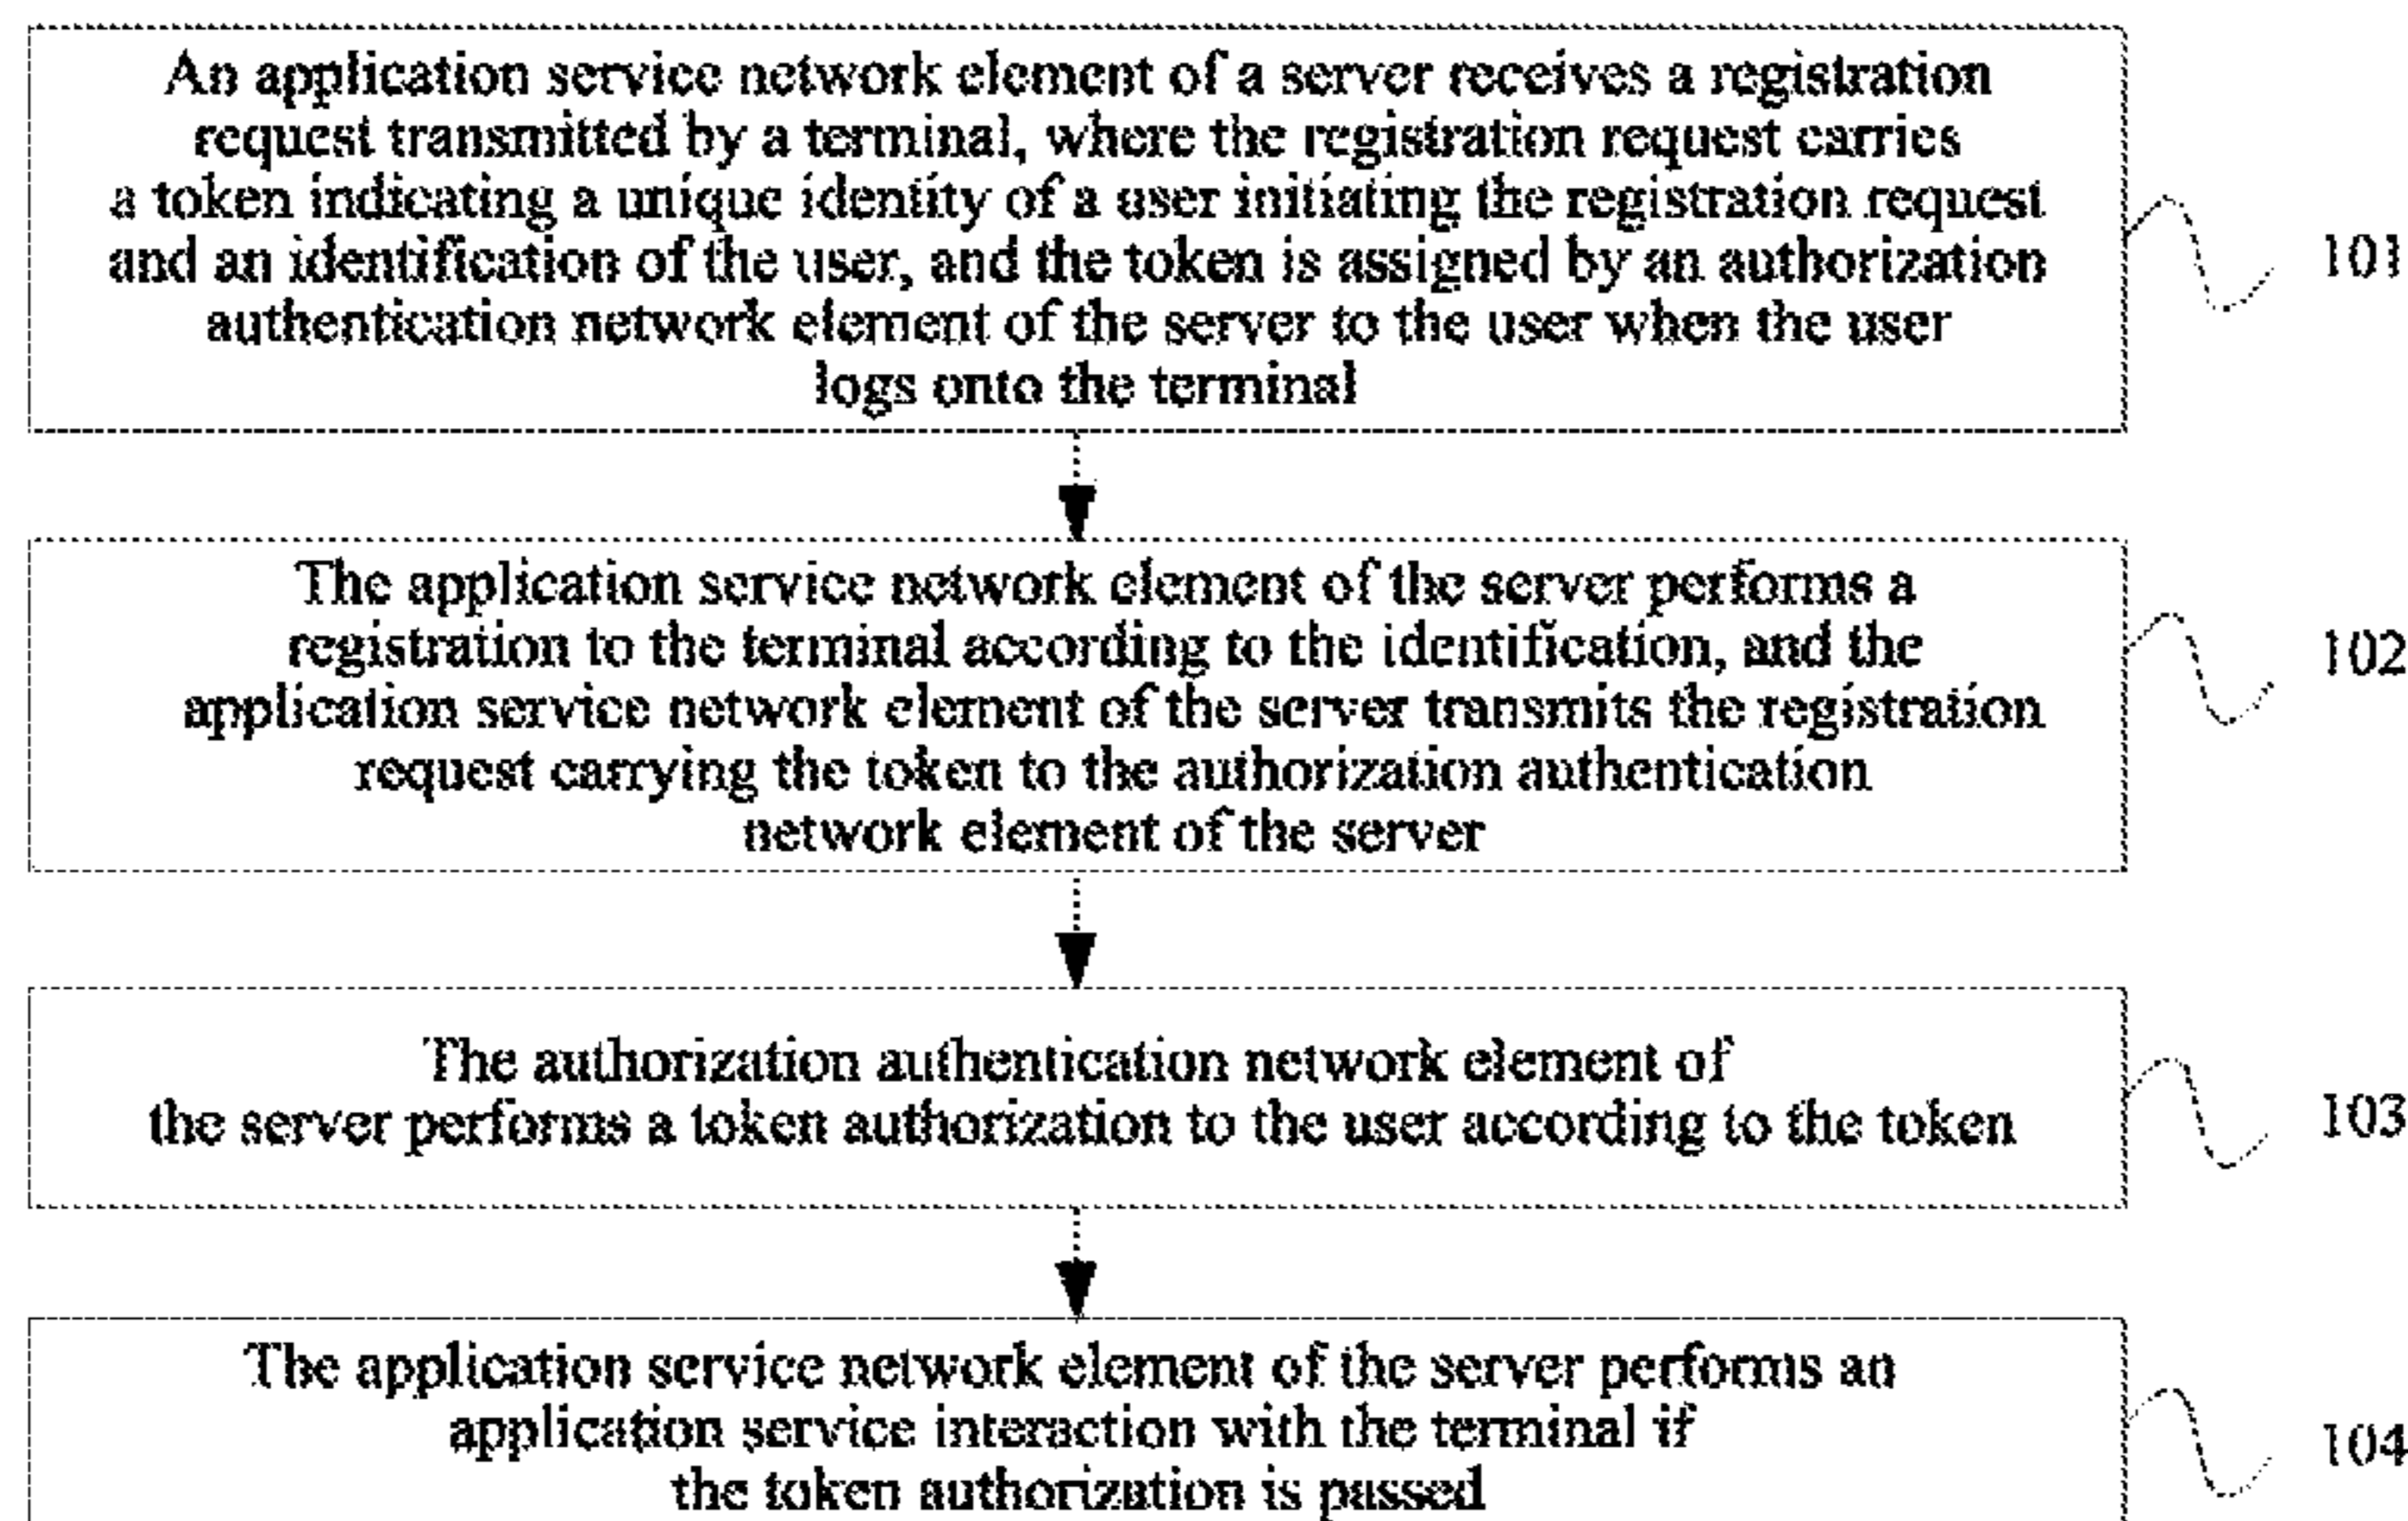 An application service network element of a server receives a registration
request transmitted by a terminal, where the registration request carries
a token indicating a unique identity of a user initiating the registration request
and an identification of the user, and the token is assigned by an authorization
authentication network element of the server to the user when the user
logs onto the terminal
101
The application service network element of the server performs a
registration to the terminal according to the identification, and the
application service network element of the server transmits the registration
request carrying the token to the authorization authentication
network element of the server
102
The authorization authentication network element of
the server performs a token authorization to the user according to the token
103
The application service network element of the server performs an
application service interaction with the terminal if
the token authorization is passed
104